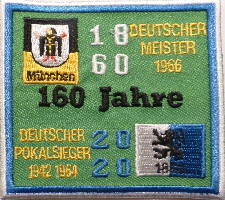 18
60
DEUTSCHER
MEISTER
1966
München
160 Jahre
DEUTSCHER
POKALSIEGER
1942 1964
20
20
18